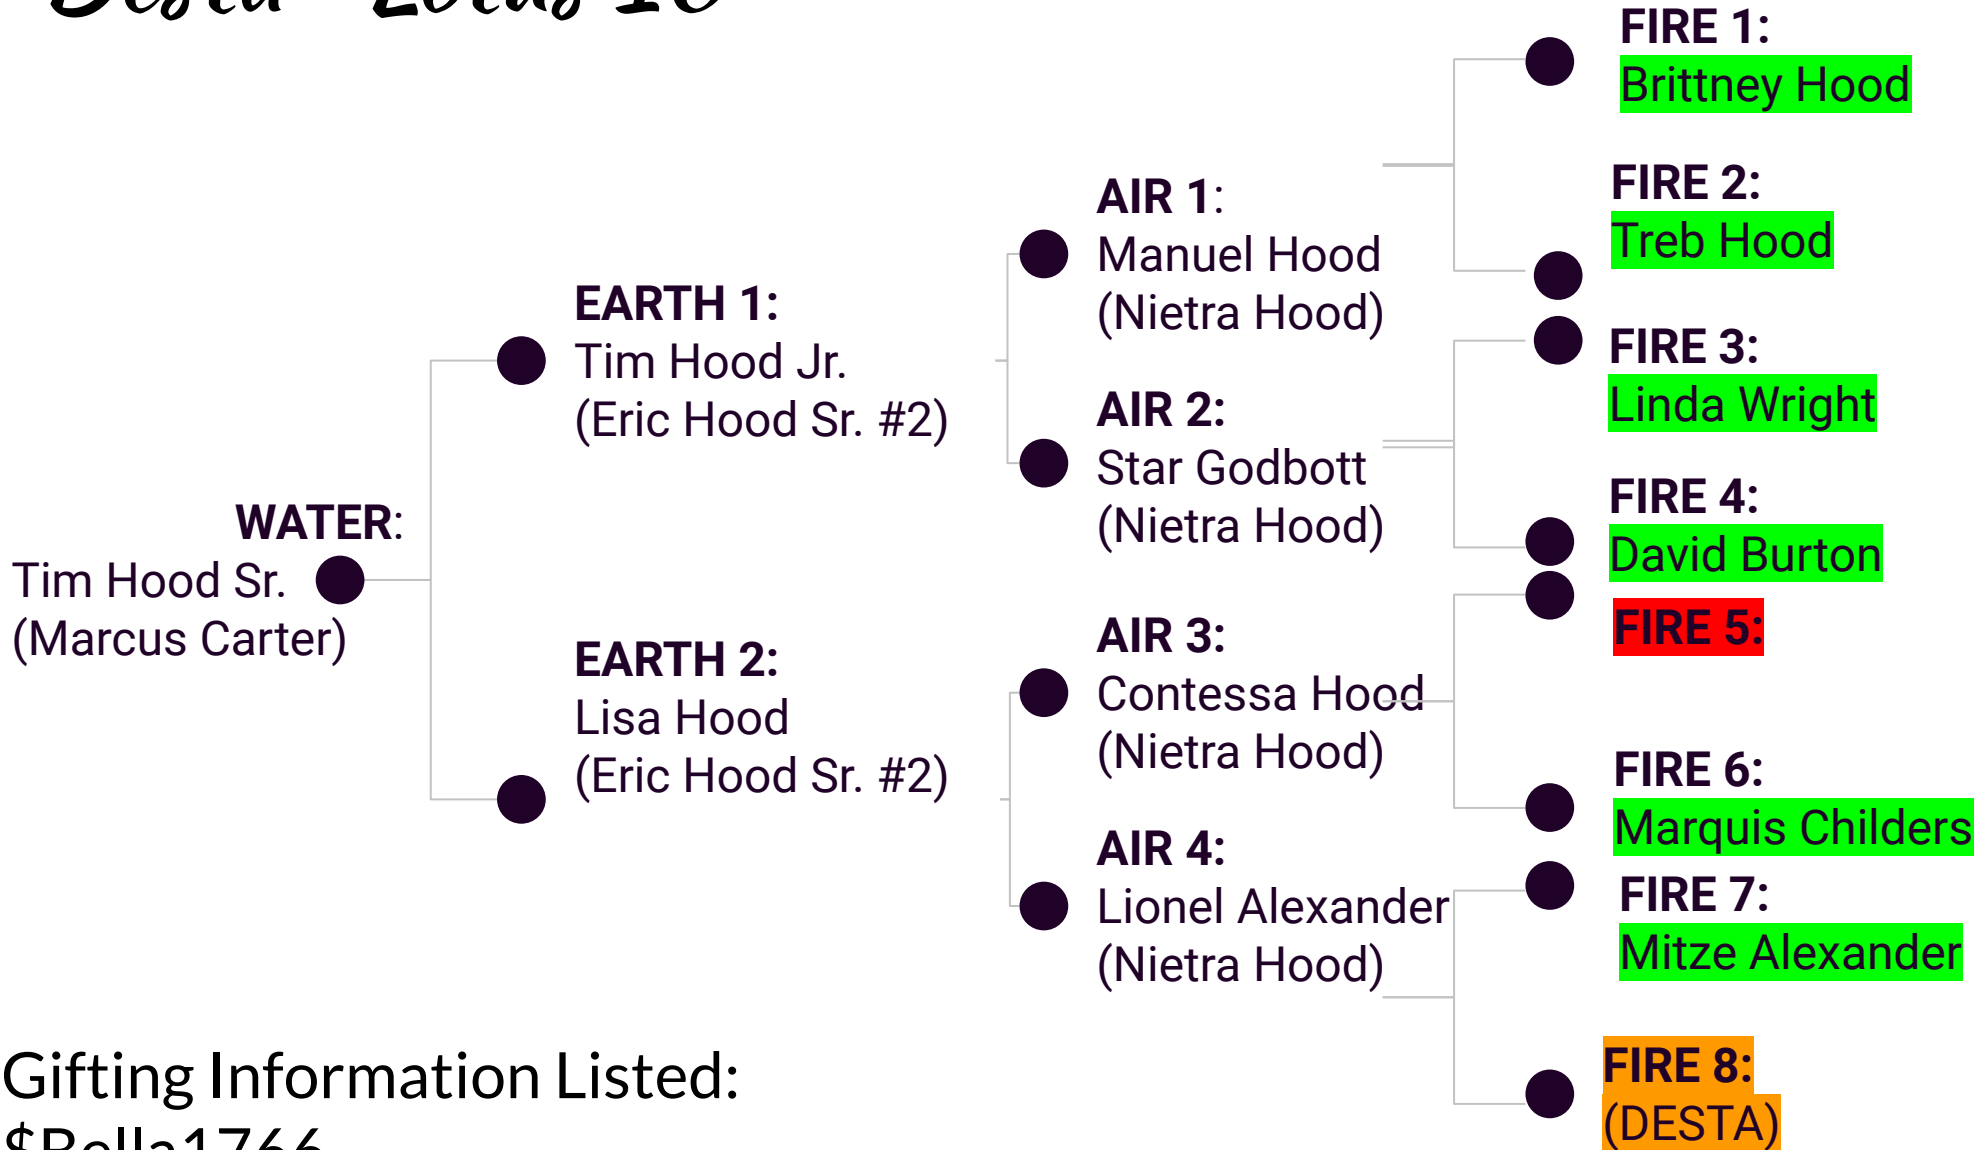 Desta - Lotus 10
FIRE 1:
Brittney Hood
FIRE 2:
Treb Hood
AIR 1:
Manuel Hood
(Nietra Hood)
EARTH 1:
Tim Hood Jr.
(Eric Hood Sr. #2)
FIRE 3:
Linda Wright
AIR 2:
Star Godbott
(Nietra Hood)
FIRE 4:
David Burton
WATER:
Tim Hood Sr.
(Marcus Carter)
FIRE 5:
AIR 3:
Contessa Hood
(Nietra Hood)
EARTH 2:
Lisa Hood
(Eric Hood Sr. #2)
FIRE 6:
Marquis Childers
AIR 4:
Lionel Alexander
(Nietra Hood)
FIRE 7:
Mitze Alexander
FIRE 8:
(DESTA)
Gifting Information Listed:
$Bella1766